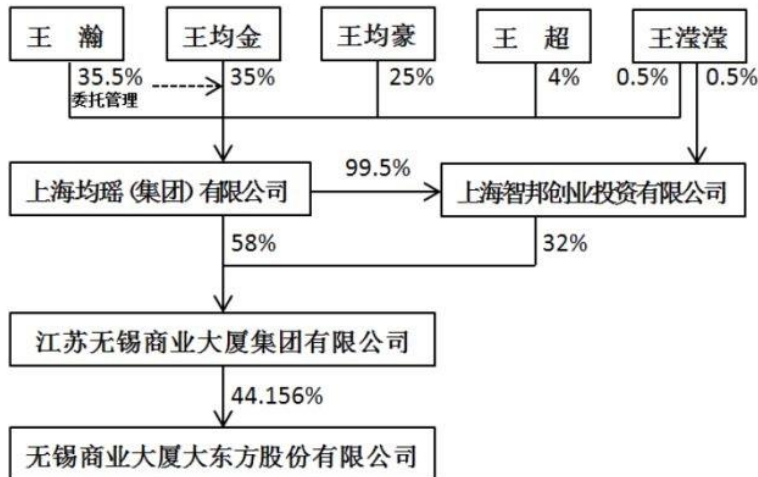 王 瀚
王均金
王均豪
王 超
王滢滢
35.5%
35%
25%
4%
0.5%
0.5%
委托管理
上海均瑶(集团)有限公司
99.5%
上海智邦创业投资有限公司
58%
32%
江苏无锡商业大厦集团有限公司
44.156%
无锡商业大厦大东方股份有限公司